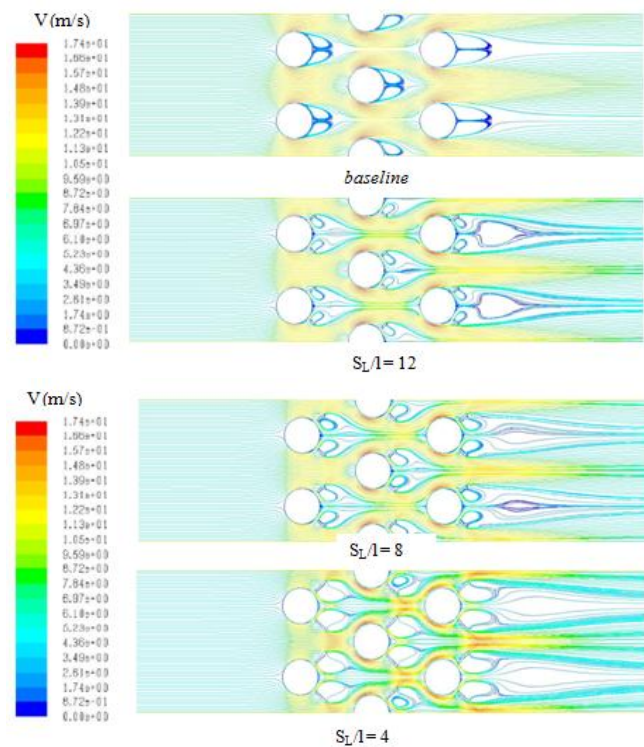 V(m/s)
1.74e+01
1.66e+01
1.57e+01
1.48e+01
1.39e+01
1.31e+01
1.22e+01
1.13e+01
1.05e+01
9.59e+00
8.72e+00
7.84e+00
6.97e+00
6.10e+00
5.23e+00
4.36e+00
3.49e+00
2.61e+00
1.74e+00
8.72e-01
0.00e+00
baseline
S_L/l = 12
V(m/s)
1.74e+01
1.66e+01
1.57e+01
1.48e+01
1.39e+01
1.31e+01
1.22e+01
1.13e+01
1.05e+01
9.59e+00
8.72e+00
7.84e+00
6.97e+00
6.10e+00
5.23e+00
4.36e+00
3.49e+00
2.61e+00
1.74e+00
8.72e-01
0.00e+00
S_L/l = 8
S_L/l = 4